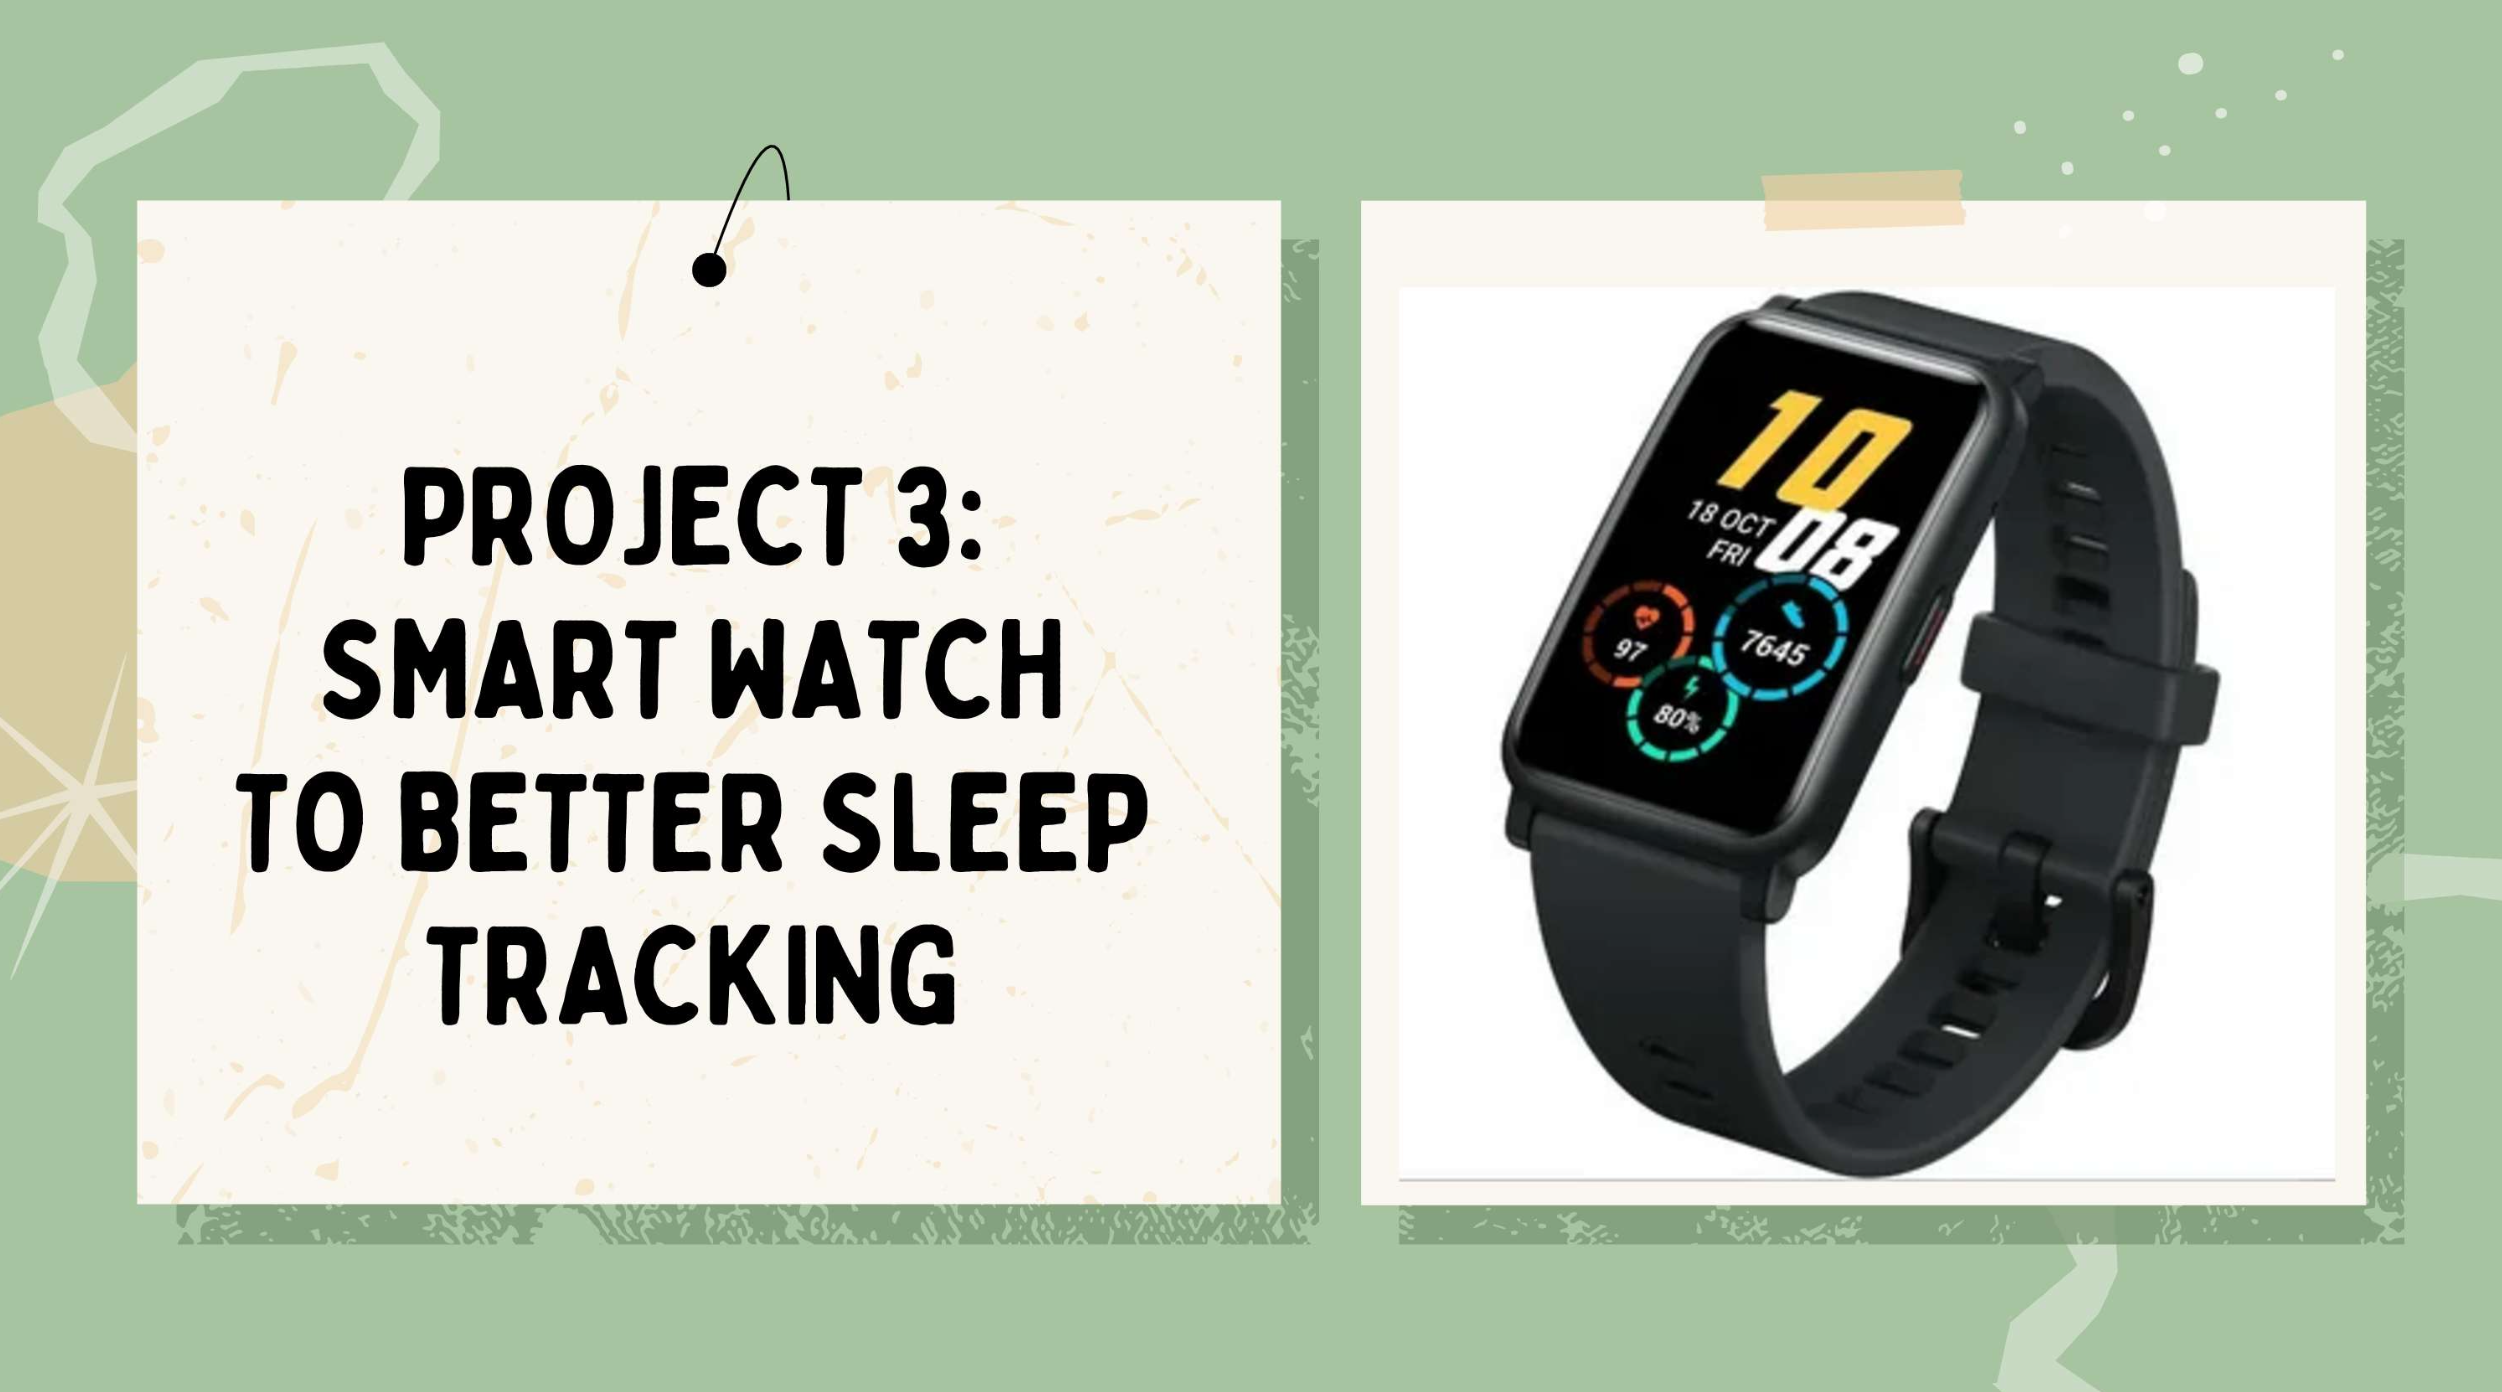 PROJECT 3:
SMART WATCH
TO BETTER SLEEP
TRACKING
10
18 OCT
08
FRI
97
7645
80%